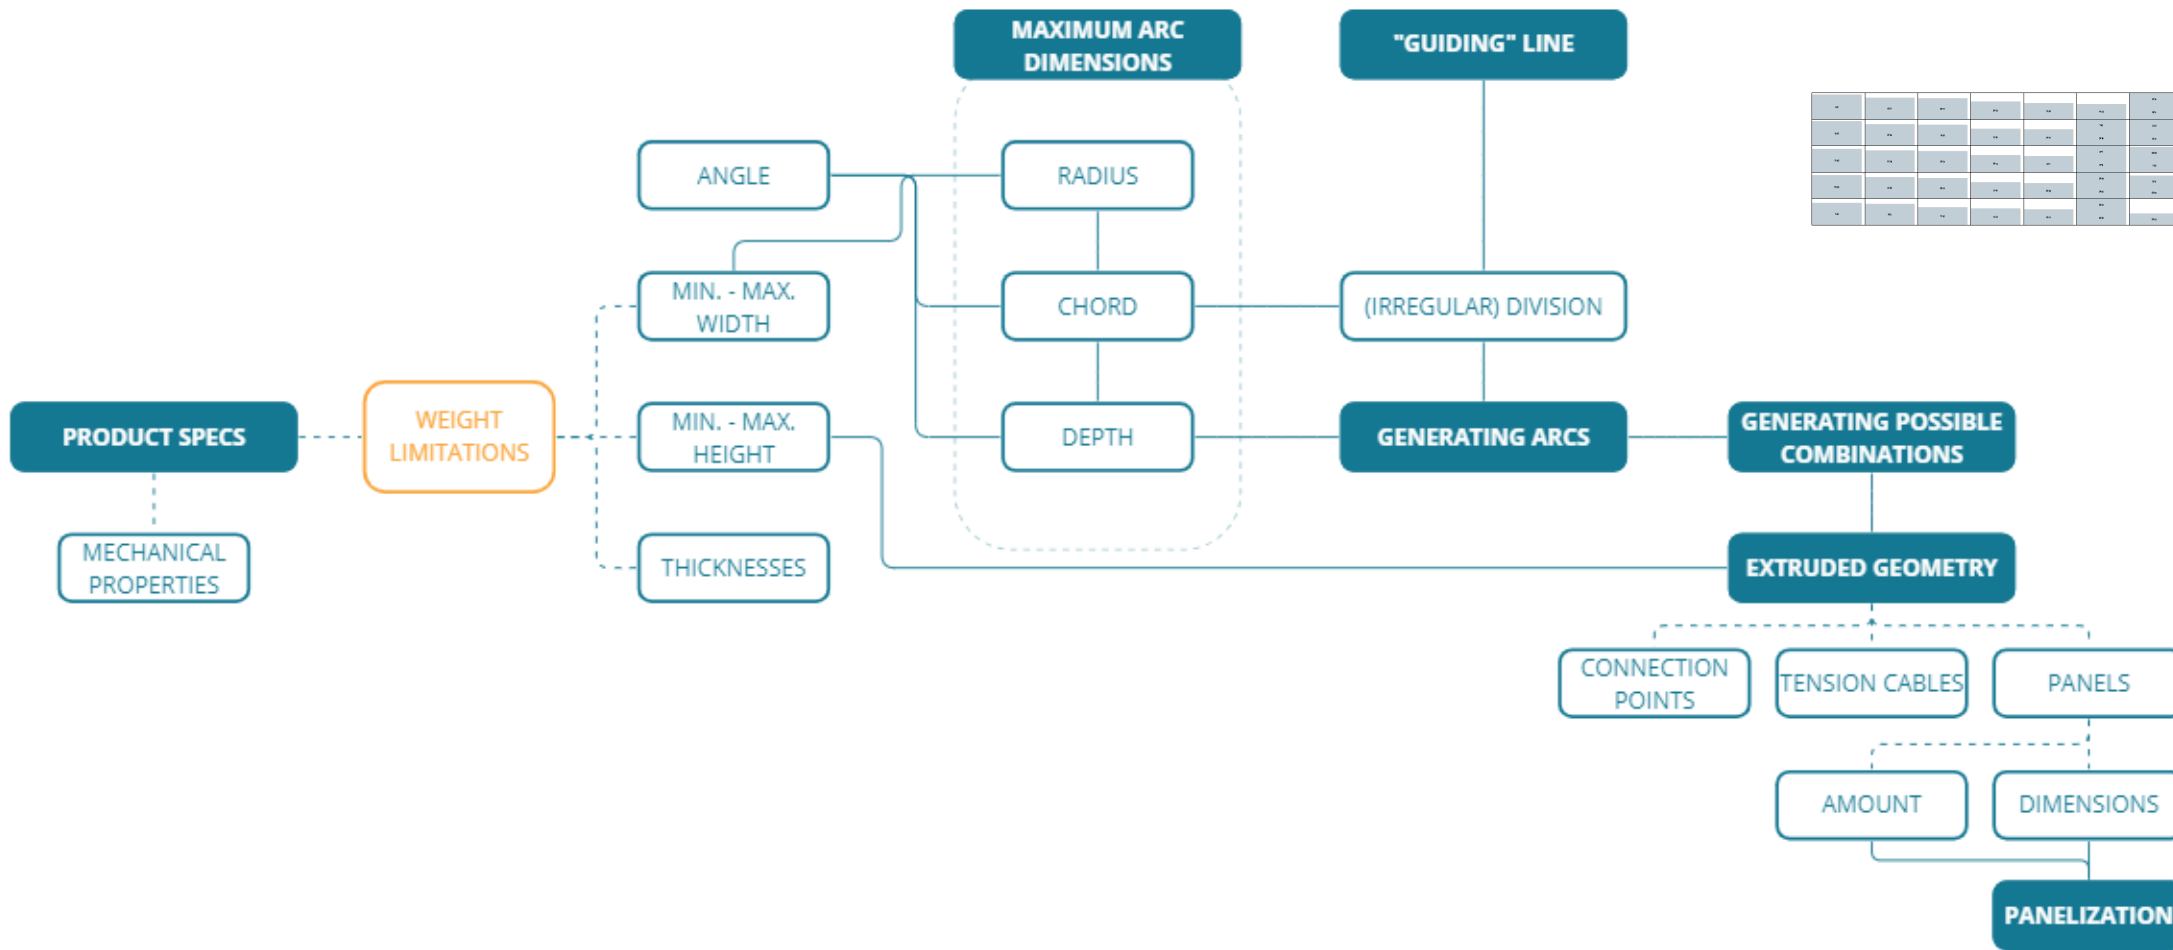 MAXIMUM ARC
DIMENSIONS
"GUIDING" LINE
ANGLE
RADIUS
MIN. - MAX.
WIDTH
CHORD
(IRREGULAR) DIVISION
PRODUCT SPECS
WEIGHT
LIMITATIONS
MIN. - MAX.
HEIGHT
DEPTH
GENERATING ARCS
GENERATING POSSIBLE
COMBINATIONS
MECHANICAL
PROPERTIES
THICKNESSES
EXTRUDED GEOMETRY
CONNECTION
POINTS
TENSION CABLES
PANELS
AMOUNT
DIMENSIONS
PANELIZATION